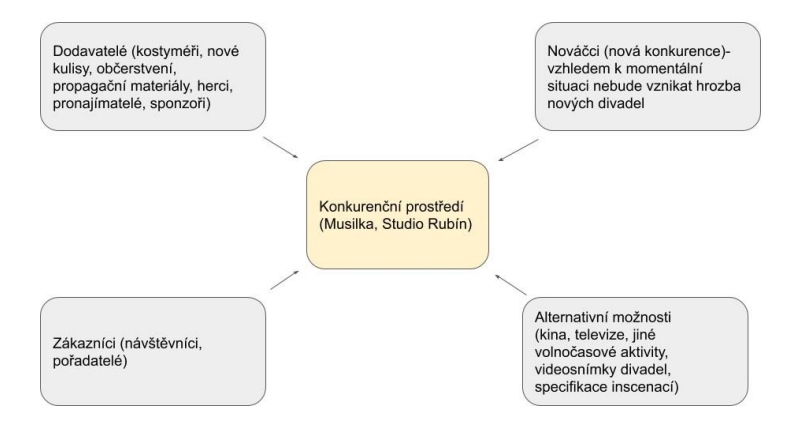 Dodavatelé (kostyméři, nové
kulisy, občerstvení,
propagační materiály, herci,
pronajímatelé, sponzoři)
Nováčci (nová konkurence)-
vzhledem k momentální
situaci nebude vznikat hrozba
nových divadel
Konkurenční prostředí
(Musilka, Studio Rubín)
Zákazníci (návštěvníci,
pořadatelé)
Alternativní možnosti
(kina, televize, jiné
volnočasové aktivity,
videosnímky divadel,
specifikace inscenací)